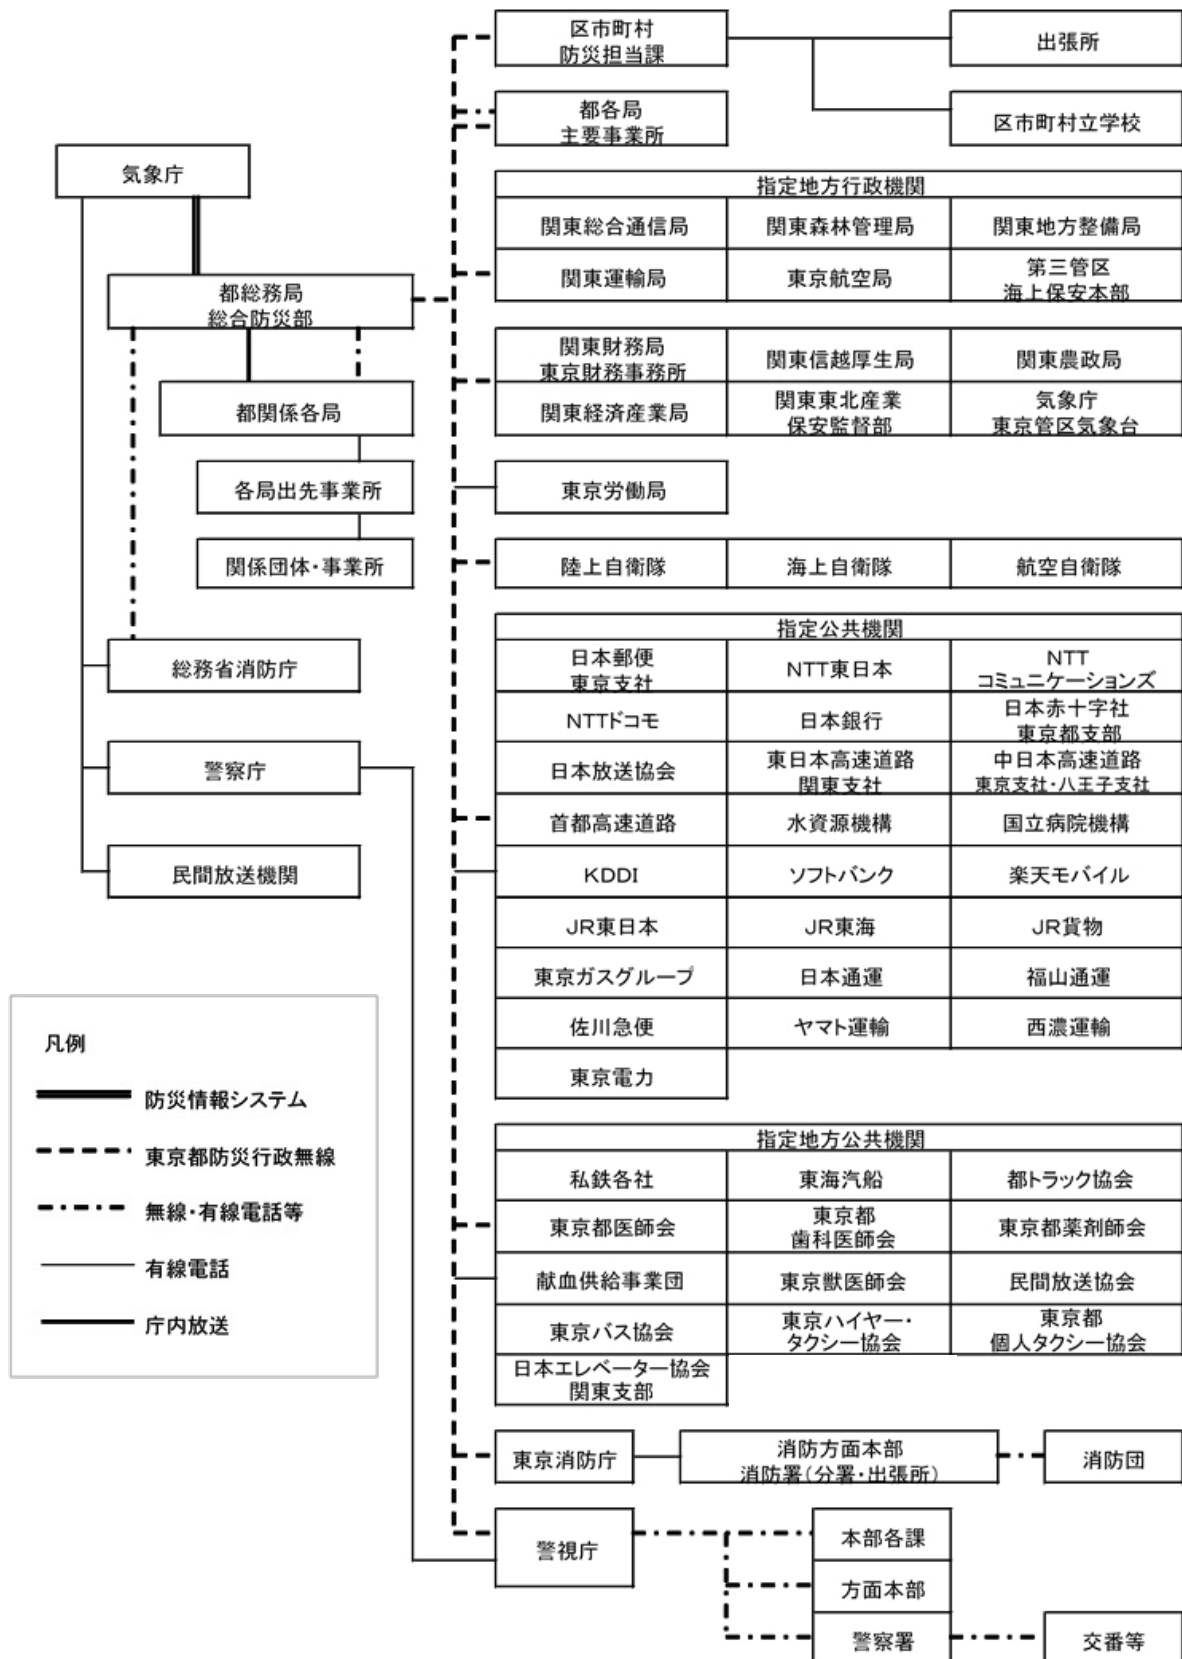 区市町村
防災担当課
出張所
都各局
主要事業所
区市町村立学校
気象庁
指定地方行政機関
関東総合通信局
関東森林管理局
関東地方整備局
関東運輸局
東京航空局
第三管区
海上保安本部
都総務局
総合防災部
関東財務局
東京財務事務所
関東信越厚生局
関東農政局
関東経済産業局
関東東北産業
保安監督部
気象庁
東京管区気象台
都関係各局
各局出先事業所
東京労働局
関係団体・事業所
陸上自衛隊
海上自衛隊
航空自衛隊
指定公共機関
日本郵便
東京支社
NTT東日本
NTT
コミュニケーションズ
総務省消防庁
NTTドコモ
日本銀行
日本赤十字社
東京都支部
警察庁
日本放送協会
東日本高速道路
関東支社
中日本高速道路
東京支社・八王子支社
首都高速道路
水資源機構
国立病院機構
民間放送機関
KDDI
ソフトバンク
楽天モバイル
JR東日本
JR東海
JR貨物
東京ガスグループ
日本通運
福山通運
佐川急便
ヤマト運輸
西濃運輸
東京電力
凡例
防災情報システム
東京都防災行政無線
無線・有線電話等
有線電話
庁内放送
指定地方公共機関
私鉄各社
東海汽船
都トラック協会
東京都医師会
東京都
歯科医師会
東京都薬剤師会
献血供給事業団
東京獣医師会
民間放送協会
東京バス協会
東京ハイヤー・
タクシー協会
東京都
個人タクシー協会
日本エレベーター協会
関東支部
東京消防庁
消防方面本部
消防署(分署・出張所)
消防団
警視庁
本部各課
方面本部
警察署
交番等